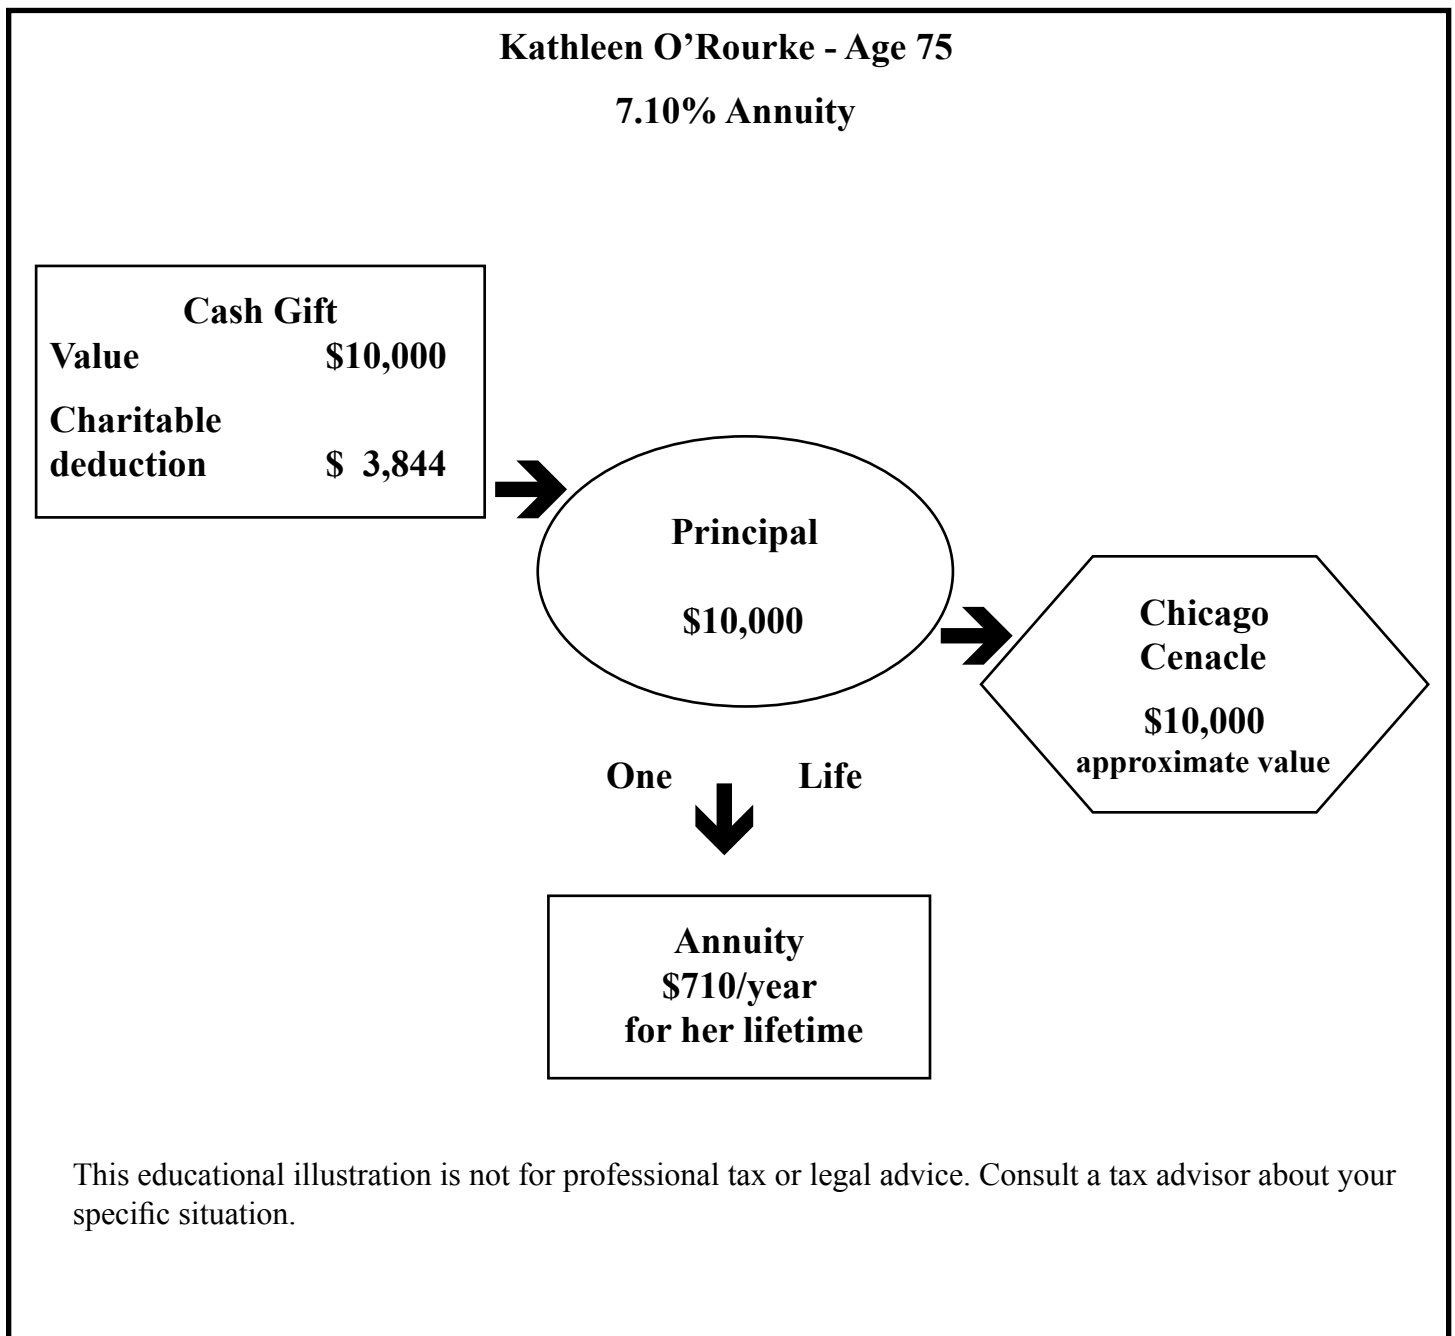 Kathleen O’Rourke - Age 75
7.10% Annuity
Cash Gift
Value $10,000
Charitable
deduction $ 3,844
Principal
$10,000
Chicago
Cenacle
$10,000
approximate value
One Life
Annuity
$710/year
for her lifetime
This educational illustration is not for professional tax or legal advice. Consult a tax advisor about your
specific situation.